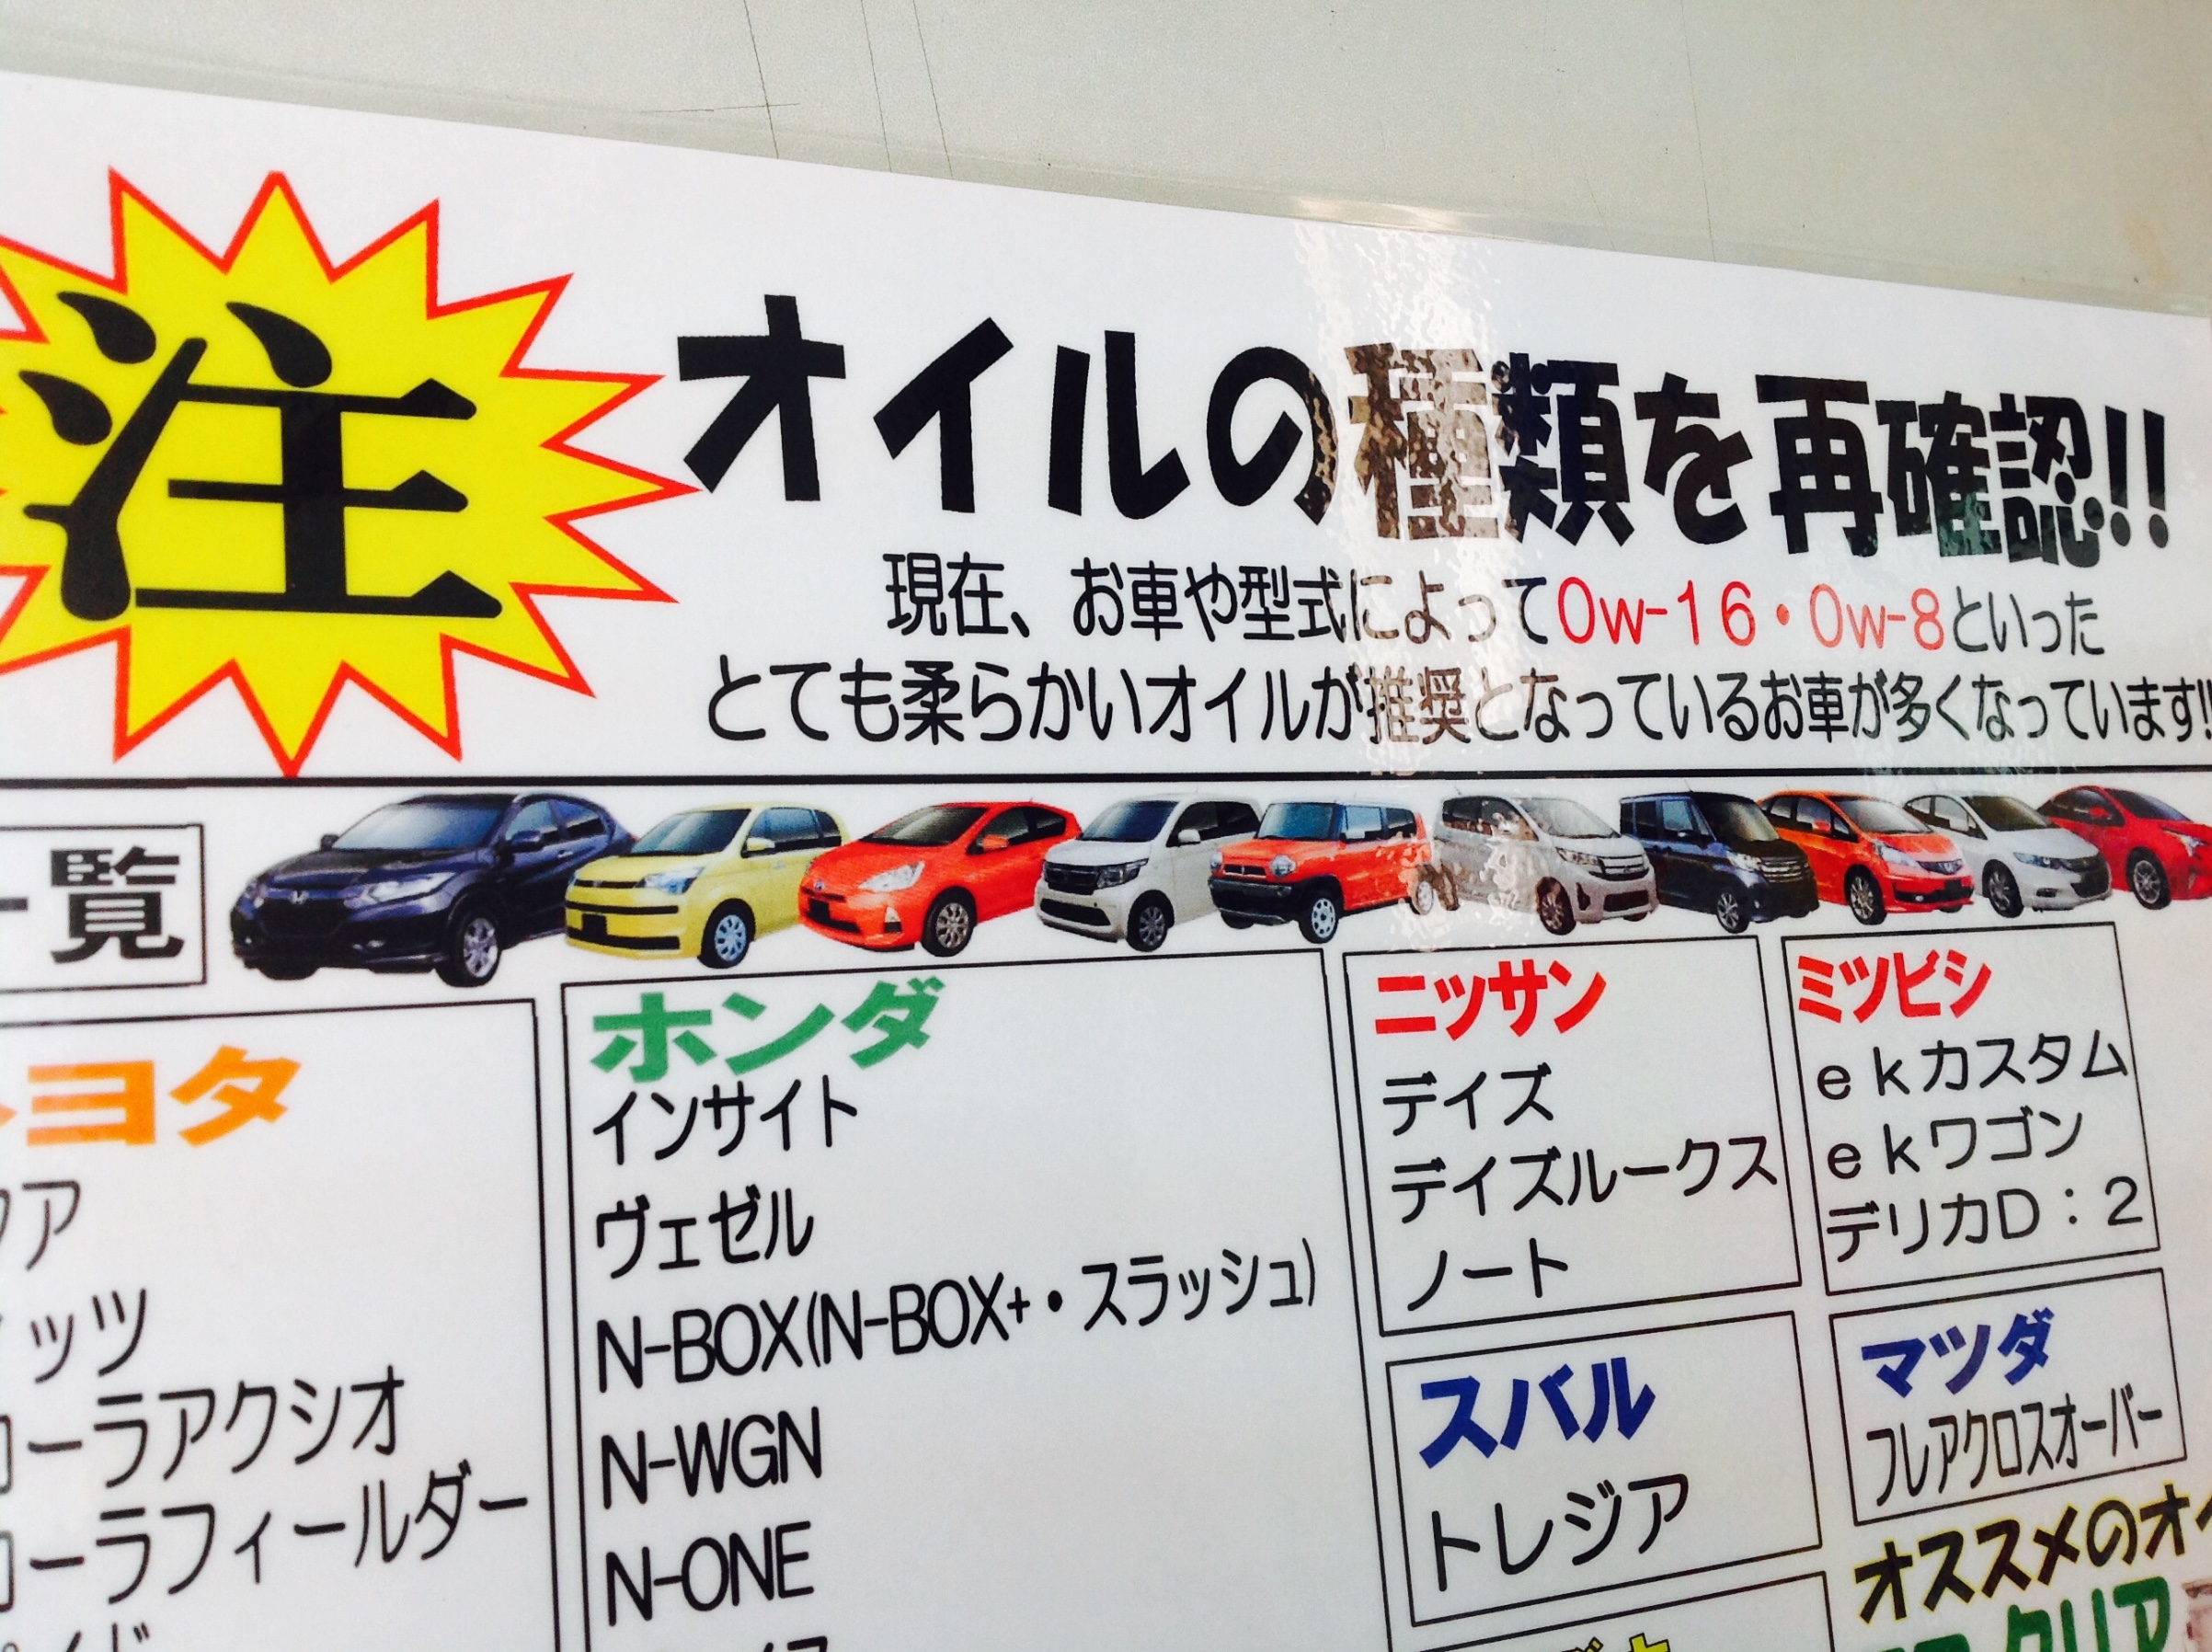 注
オイルの種類を再確認!!
現在、お車や型式によって0w-16・0w-8といった
とても柔らかいオイルが推奨となっているお車が多くなっています!!
一覧
トヨタ
クア
ッツ
ーラアクシオ
ーラフィールダー
ホンダ
インサイト
ヴェゼル
N-BOX(N-BOX+・スラッシュ)
N-WGN
N-ONE
ニッサン
デイズ
デイズルークス
ノート
ミツビシ
ekカスタム
ekワゴン
デリカD：2
スバル
トレジア
マツダ
フレアクロスオーバー
オススメのオイ
クリア